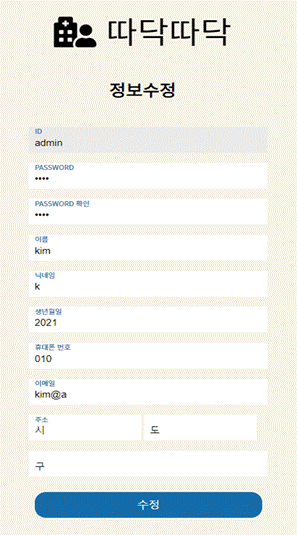 따닥따닥
정보수정
ID
admin
PASSWORD
••••
PASSWORD 확인
••••
이름
kim
닉네임
k
생년월일
2021
휴대폰 번호
010
이메일
kim@a
주소
시 도
구
수정